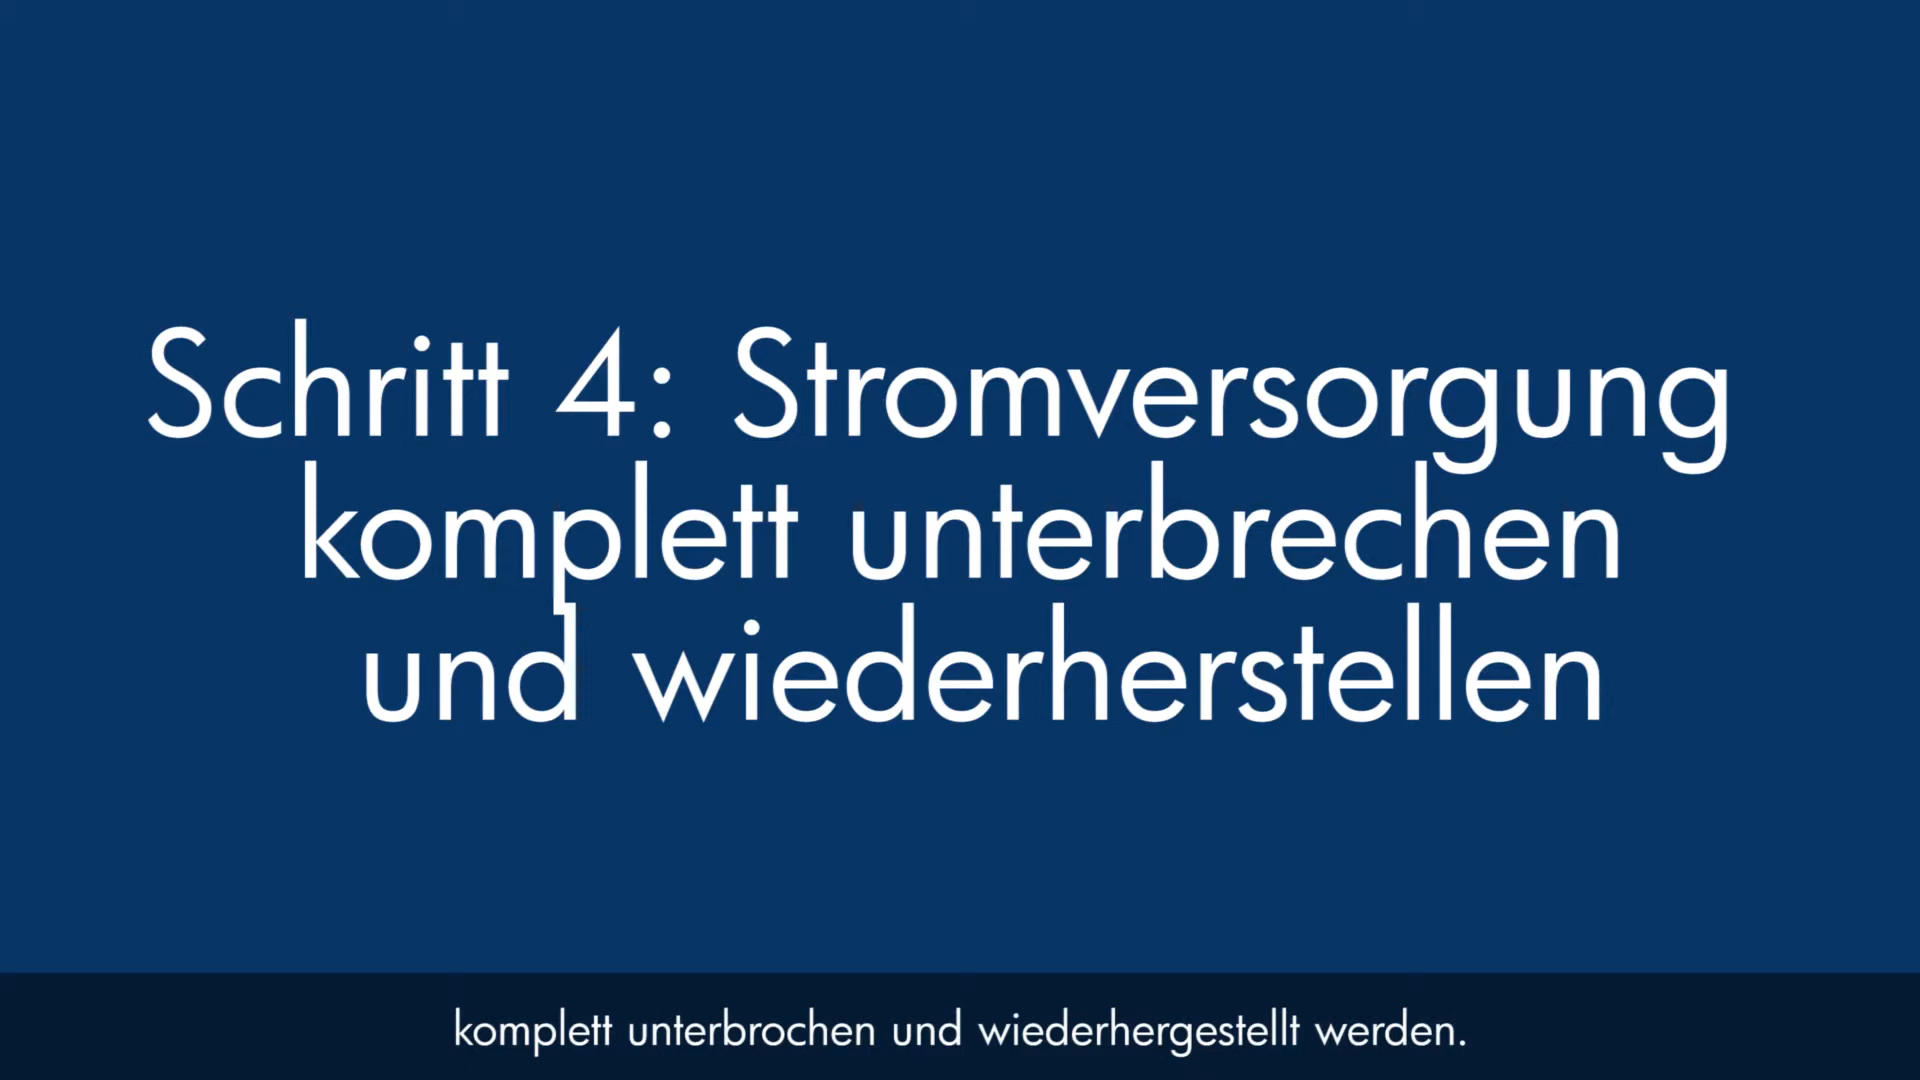 Schritt 4: Stromversorgung
komplett unterbrechen
und wiederherstellen
komplett unterbrochen und wiederhergestellt werden.